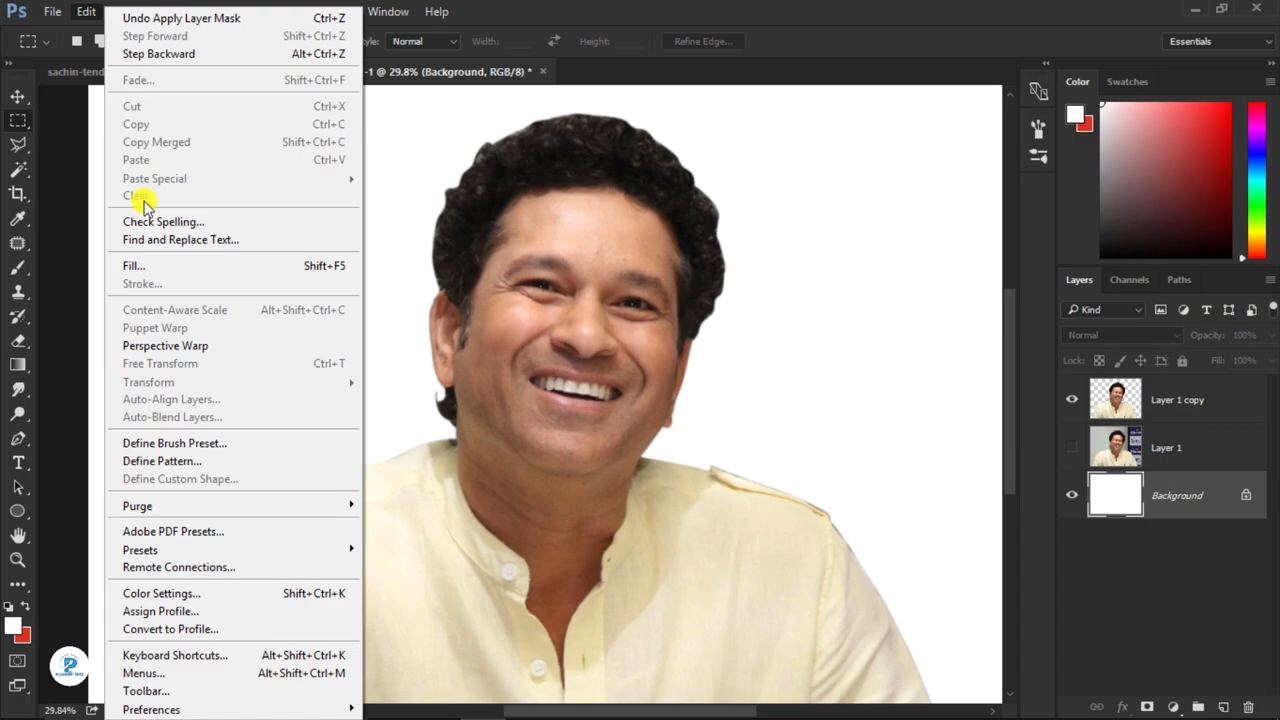 Ps File Edit Window Help
Style: Normal Width: Height: Refine Edge... Essentials
sachin-tend -1 @ 29.8% (Background, RGB/8) * ×
Undo Apply Layer Mask Ctrl+Z
Step Forward Shift+Ctrl+Z
Step Backward Alt+Ctrl+Z
Fade... Shift+Ctrl+F
Cut Ctrl+X
Copy Ctrl+C
Copy Merged Shift+Ctrl+C
Paste Ctrl+V
Paste Special
Clear
Check Spelling...
Find and Replace Text...
Fill... Shift+F5
Stroke...
Content-Aware Scale Alt+Shift+Ctrl+C
Puppet Warp
Perspective Warp
Free Transform Ctrl+T
Transform
Auto-Align Layers...
Auto-Blend Layers...
Define Brush Preset...
Define Pattern...
Define Custom Shape...
Purge
Adobe PDF Presets...
Presets
Remote Connections...
Color Settings... Shift+Ctrl+K
Assign Profile...
Convert to Profile...
Keyboard Shortcuts... Alt+Shift+Ctrl+K
Menus... Alt+Shift+Ctrl+M
Toolbar...
Preferences
29.84%
Color Swatches
Layers Channels Paths
Kind
Normal Opacity: 100%
Lock: Fill: 100%
Layer 1 copy
Layer 1
Background